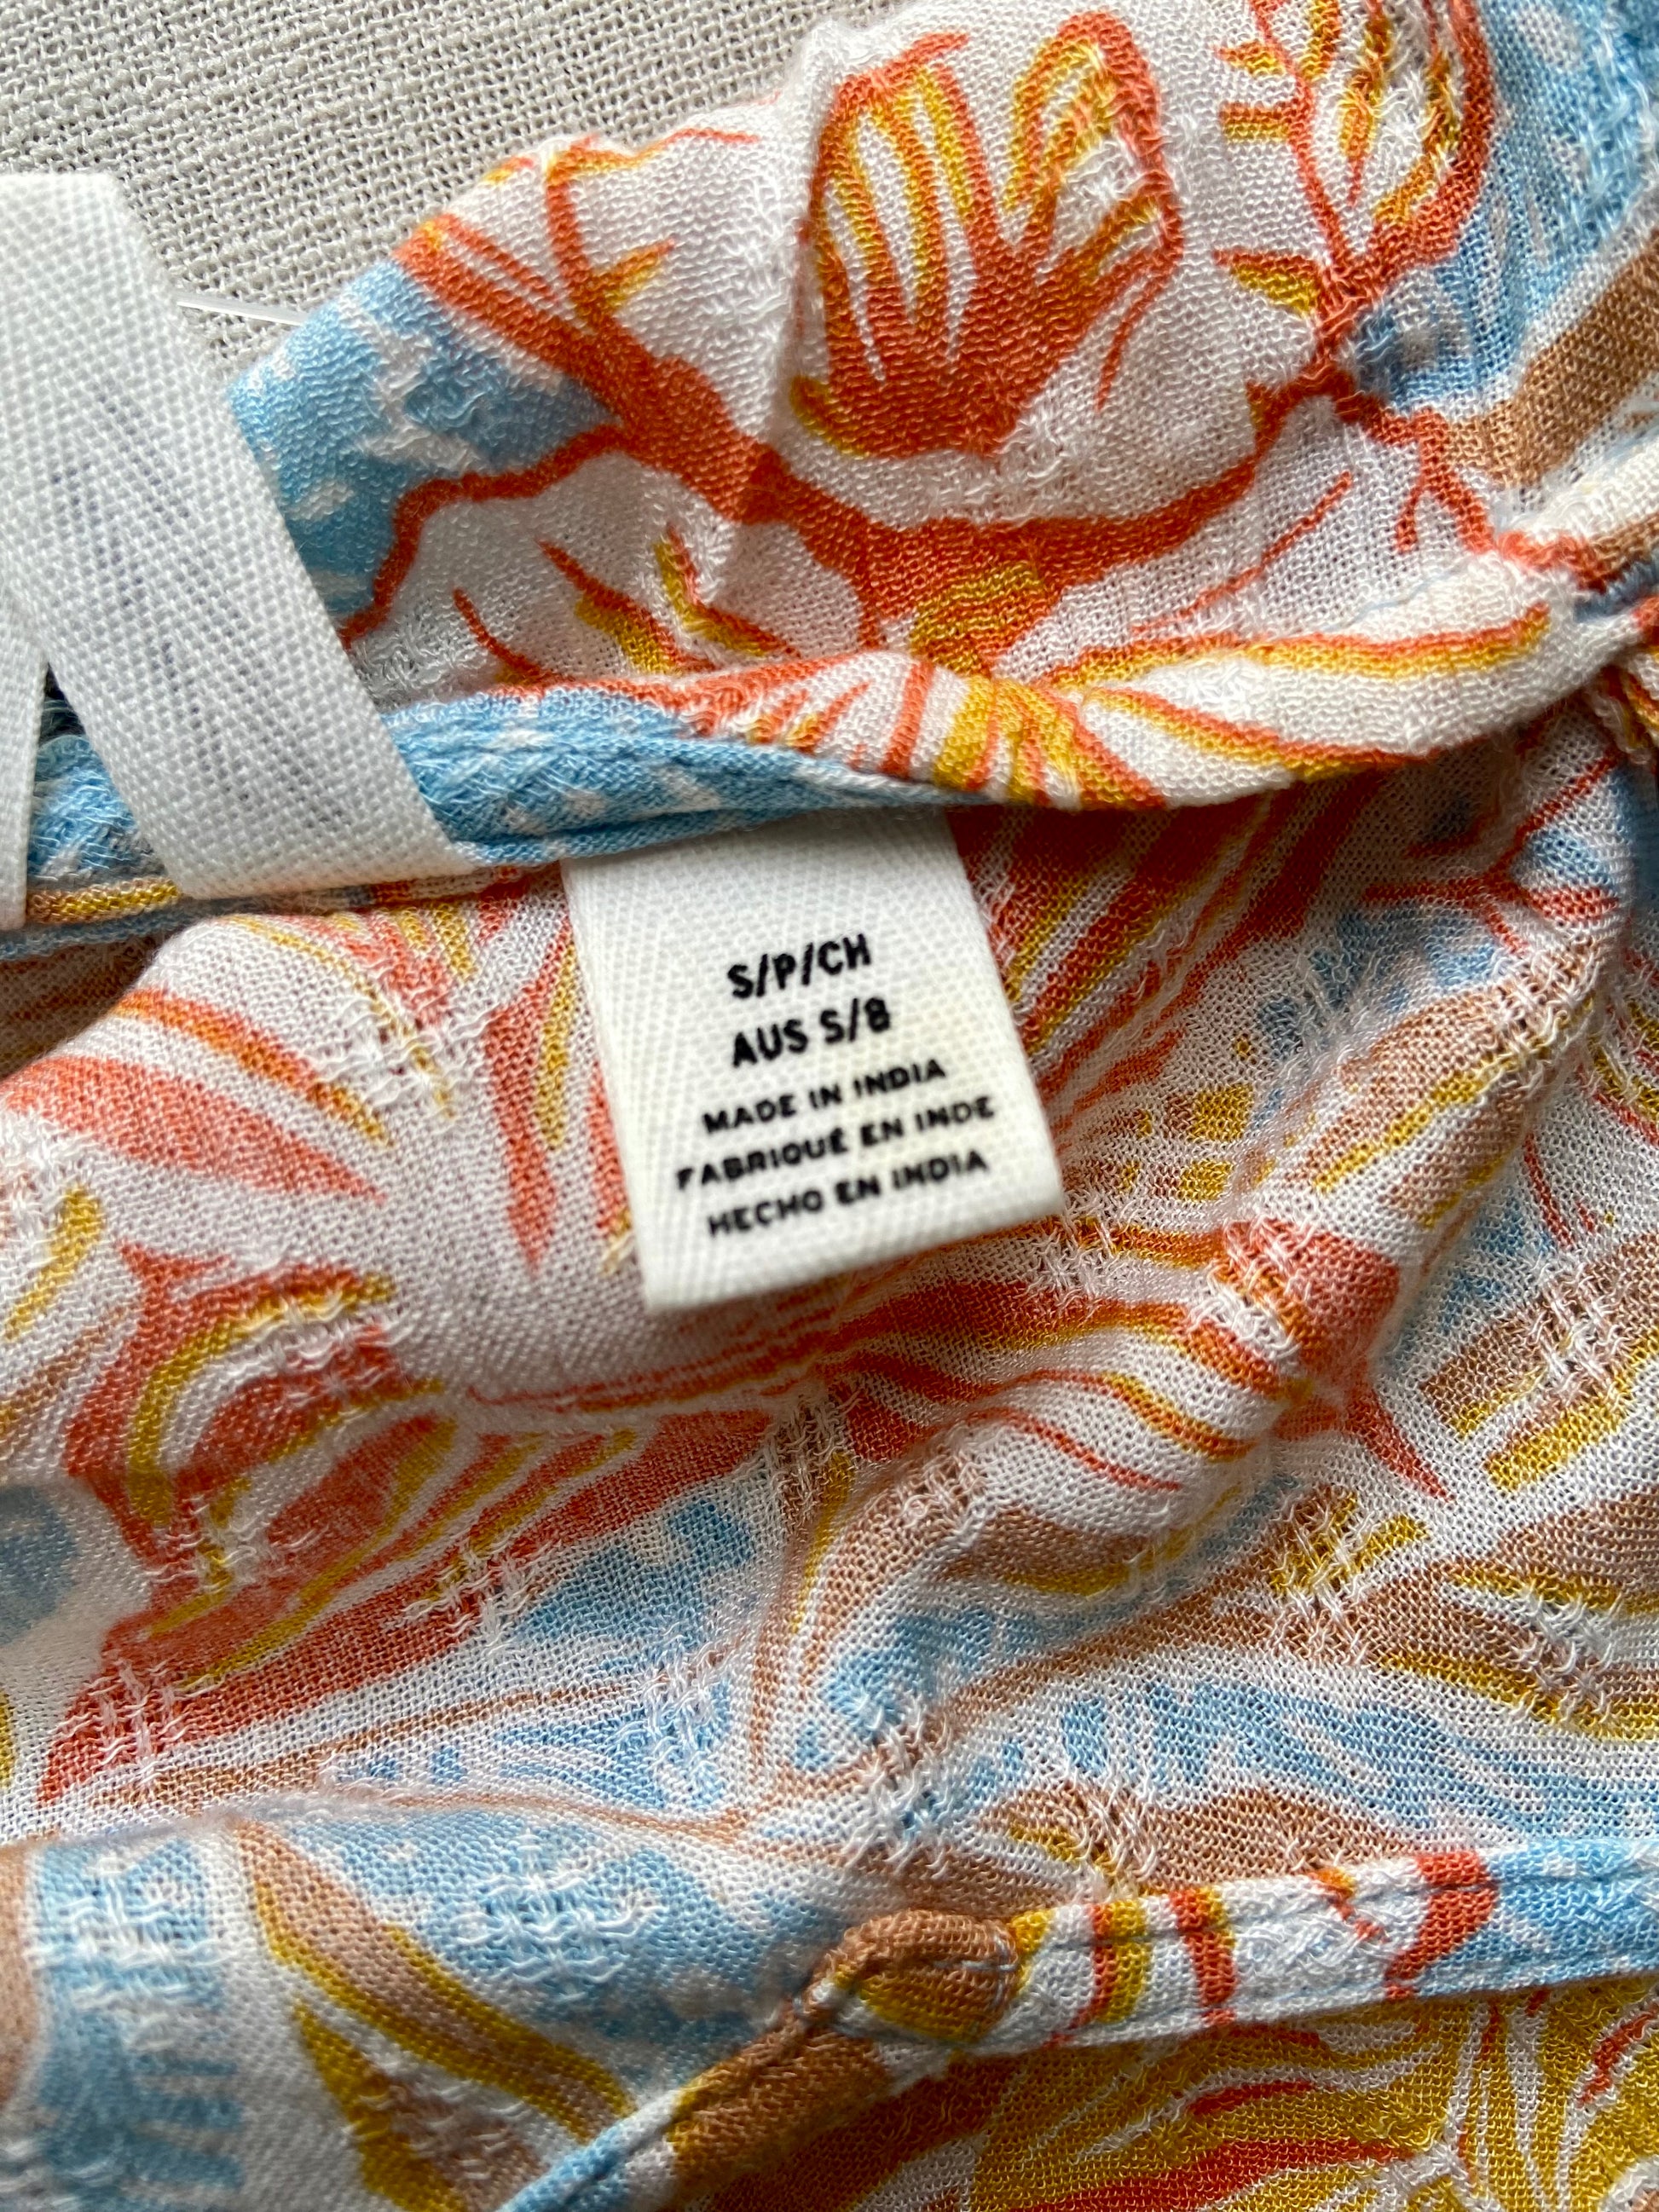 S/P/CH
AUS S/8
MADE IN INDIA
FABRIQUÉ EN INDE
HECHO EN INDIA